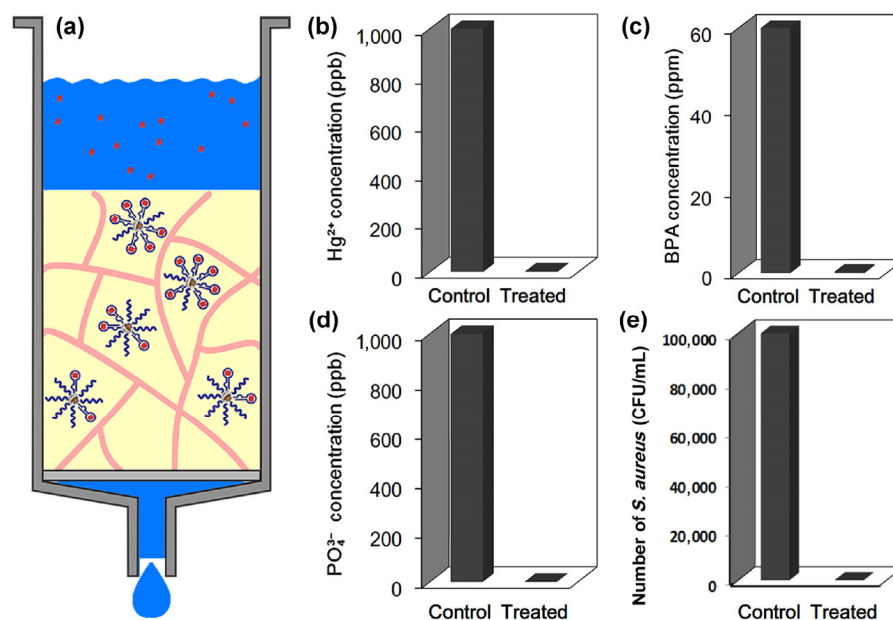 (a)
(b)
Hg²⁺ concentration (ppb)
1,000
800
600
400
200
0
Control Treated
(c)
BPA concentration (ppm)
60
40
20
0
Control Treated
(d)
PO₄³⁻ concentration (ppb)
1,000
800
600
400
200
0
Control Treated
(e)
Number of S. aureus (CFU/mL)
100,000
80,000
60,000
40,000
20,000
0
Control Treated